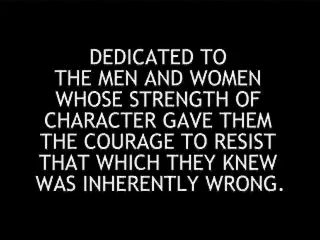 DEDICATED TO
THE MEN AND WOMEN
WHOSE STRENGTH OF
CHARACTER GAVE THEM
THE COURAGE TO RESIST
THAT WHICH THEY KNEW
WAS INHERENTLY WRONG.